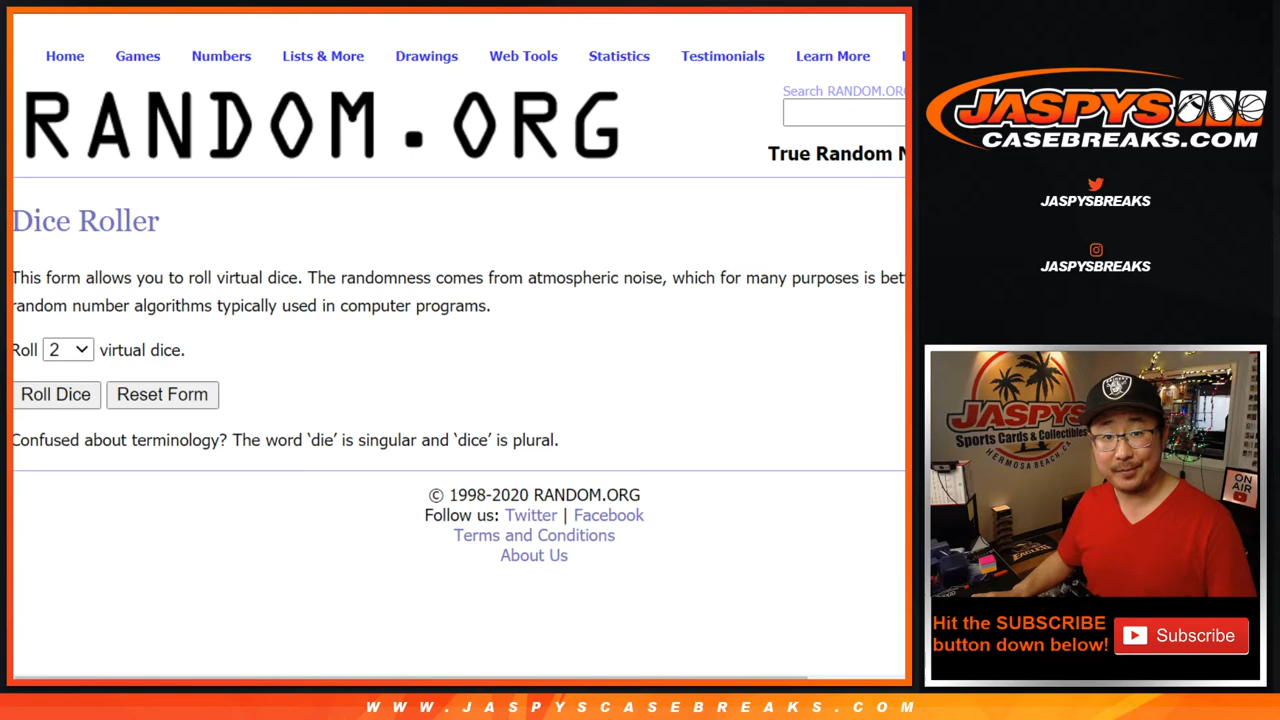 Home Games Numbers Lists & More Drawings Web Tools Statistics Testimonials Learn More
RANDOM.ORG
Search RANDOM.ORG
True Random N
Dice Roller
This form allows you to roll virtual dice. The randomness comes from atmospheric noise, which for many purposes is bet
random number algorithms typically used in computer programs.
Roll 2 virtual dice.
Roll Dice Reset Form
Confused about terminology? The word ‘die’ is singular and ‘dice’ is plural.
© 1998-2020 RANDOM.ORG
Follow us: Twitter | Facebook
Terms and Conditions
About Us
JASPYS
CASEBREAKS.COM
JASPYSBREAKS
JASPYSBREAKS
JASPYS
Sports Cards & Collectibles
HERMOSA BEACH, CA
RAIDERS
EAGLES
ON
AIR
Hit the SUBSCRIBE
button down below!
Subscribe
WWW.JASPYSCASEBREAKS.COM